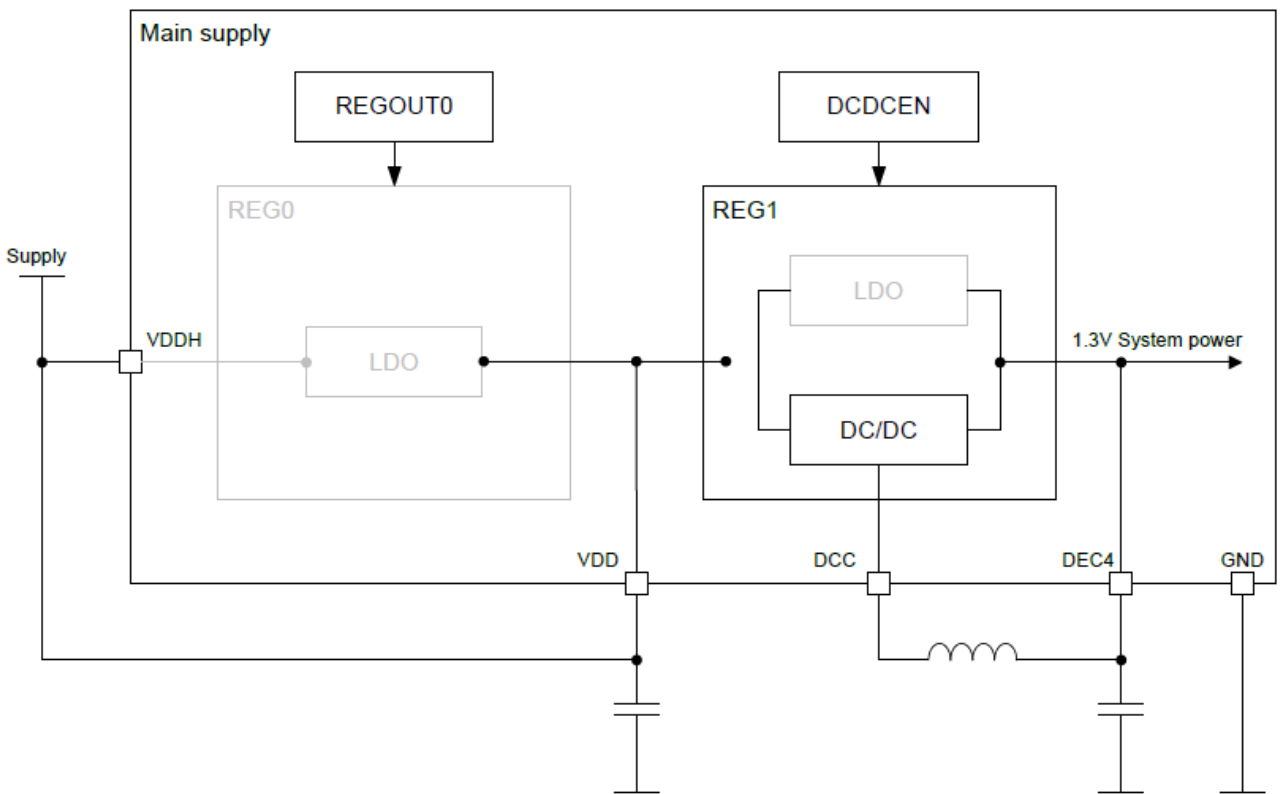 Main supply
REGOUT0
DCDCEN
REG0
REG1
Supply
LDO
VDDH
LDO
1.3V System power
DC/DC
VDD
DCC
DEC4
GND